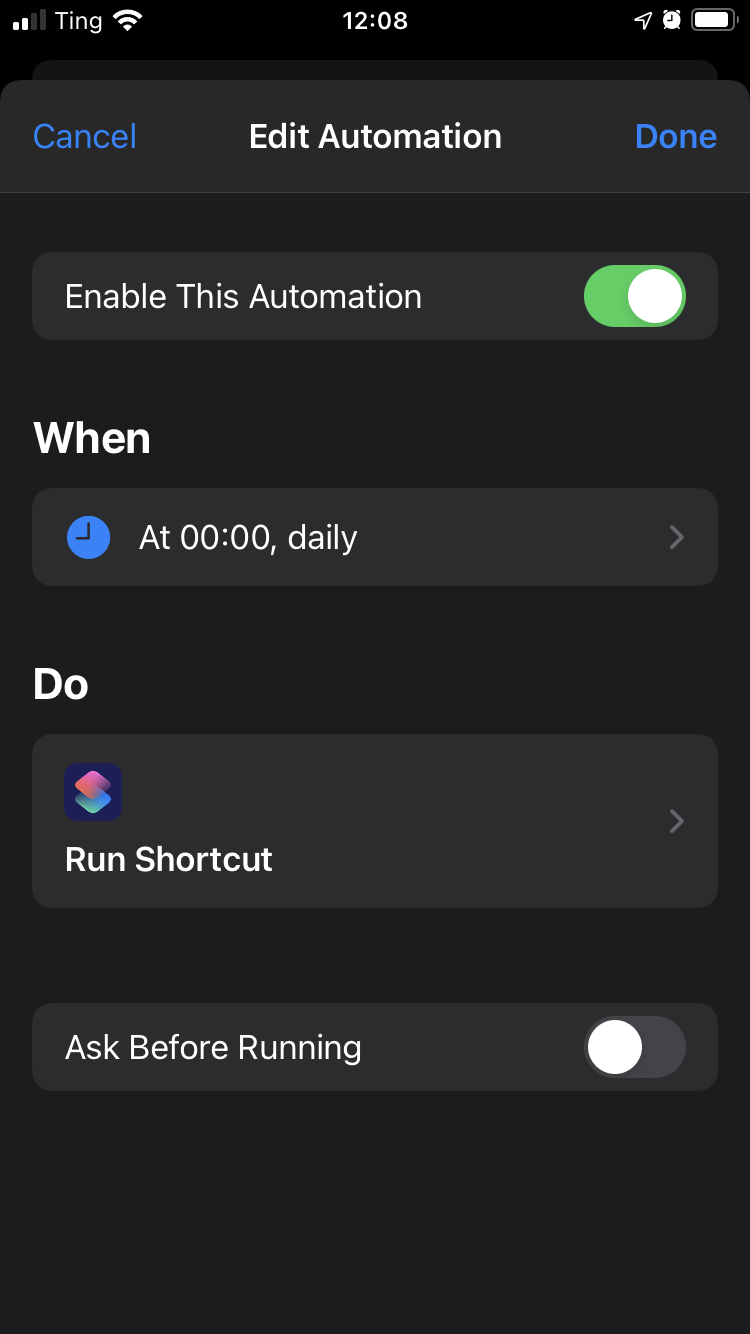 Ting 12:08
Cancel Edit Automation Done
Enable This Automation
When
At 00:00, daily
Do
Run Shortcut
Ask Before Running